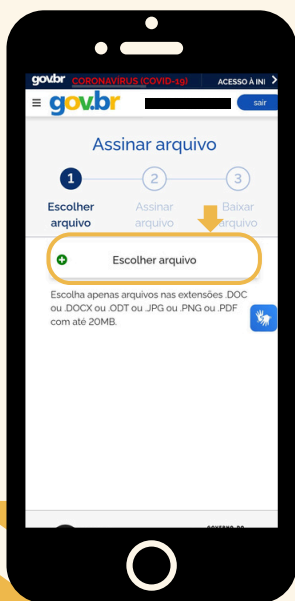 gov.br CORONAVÍRUS (COVID-19) ACESSO À INI
gov.br sair
Assinar arquivo
1 2 3
Escolher arquivo
Assinar arquivo
Baixar arquivo
Escolher arquivo
Escolha apenas arquivos nas extensões .DOC
ou .DOCX ou .ODT ou .JPG ou .PNG ou .PDF
com até 20MB.